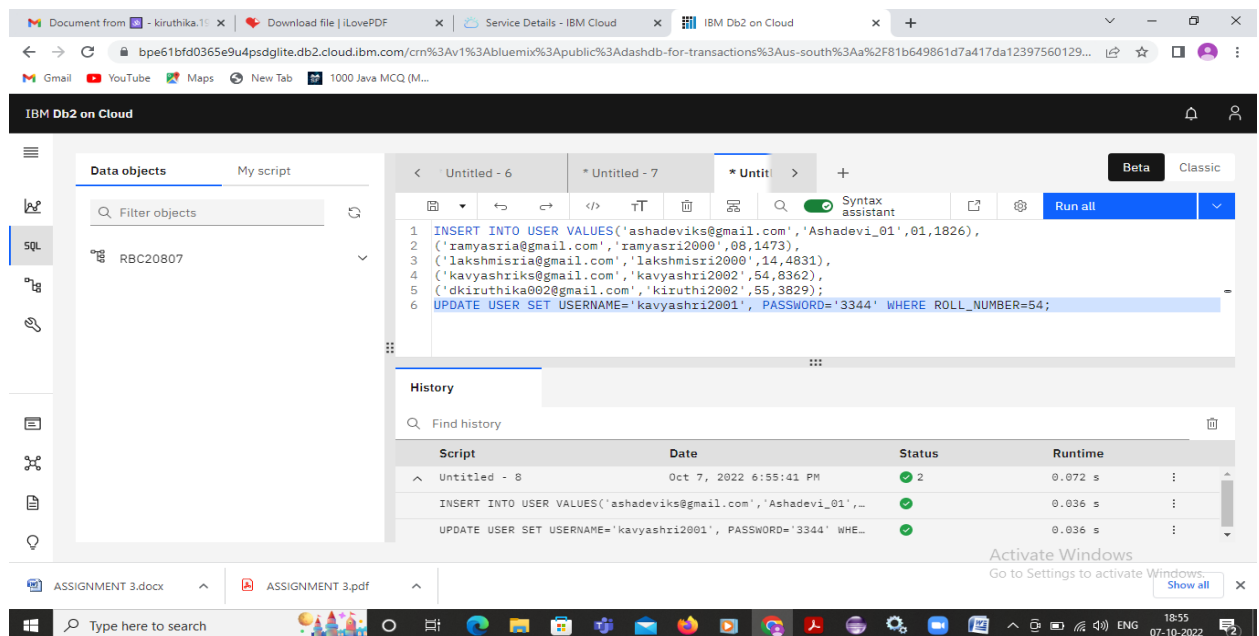 Document from - kiruthika.19
Download file | iLovePDF
Service Details - IBM Cloud
IBM Db2 on Cloud
bpe61bfd0365e9u4psdglite.db2.cloud.ibm.com/crn%3Av1%3Abluemix%3Apublic%3Adashdb-for-transactions%3Aus-south%3Aa%2F81b649861d7a417da12397560129...
Gmail YouTube Maps New Tab 1000 Java MCQ (M...
IBM Db2 on Cloud
Data objects My script
Filter objects
SQL
RBC20807
Untitled - 6 * Untitled - 7 * Untitl
Beta Classic
Syntax assistant
Run all
1 INSERT INTO USER VALUES('ashadeviks@gmail.com','Ashadevi_01',01,1826),
2 ('ramyasria@gmail.com','ramyasri2000',08,1473),
3 ('lakshmisria@gmail.com','lakshmisri2000',14,4831),
4 ('kavyashriks@gmail.com','kavyashri2002',54,8362),
5 ('dkiruthika002@gmail.com','kiruthi2002',55,3829);
6 UPDATE USER SET USERNAME='kavyashri2001', PASSWORD='3344' WHERE ROLL_NUMBER=54;
History
Find history
Script Date Status Runtime
Untitled - 8 Oct 7, 2022 6:55:41 PM 2 0.072 s
INSERT INTO USER VALUES('ashadeviks@gmail.com','Ashadevi_01',… 0.036 s
UPDATE USER SET USERNAME='kavyashri2001', PASSWORD='3344' WHE… 0.036 s
Activate Windows
Go to Settings to activate Windows.
ASSIGNMENT 3.docx
ASSIGNMENT 3.pdf
Show all
Type here to search
ENG
18:55
07-10-2022